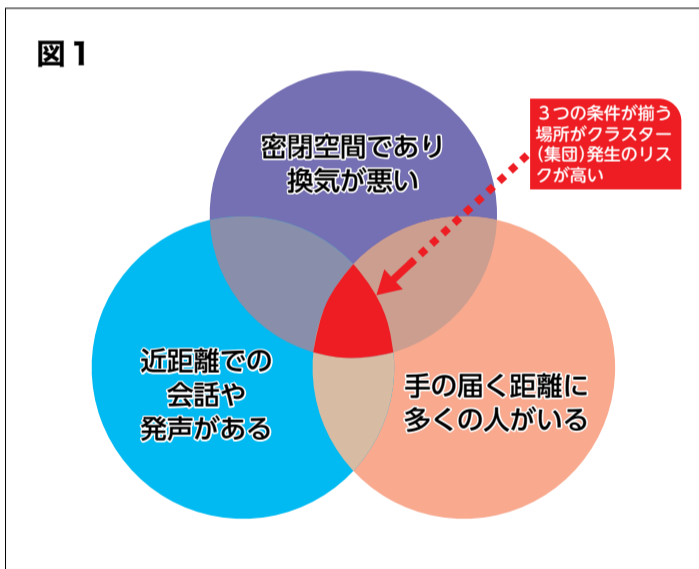 図1
密閉空間であり
換気が悪い
3つの条件が揃う
場所がクラスター
(集団)発生のリス
クが高い
近距離での
会話や
発声がある
手の届く距離に
多くの人がいる